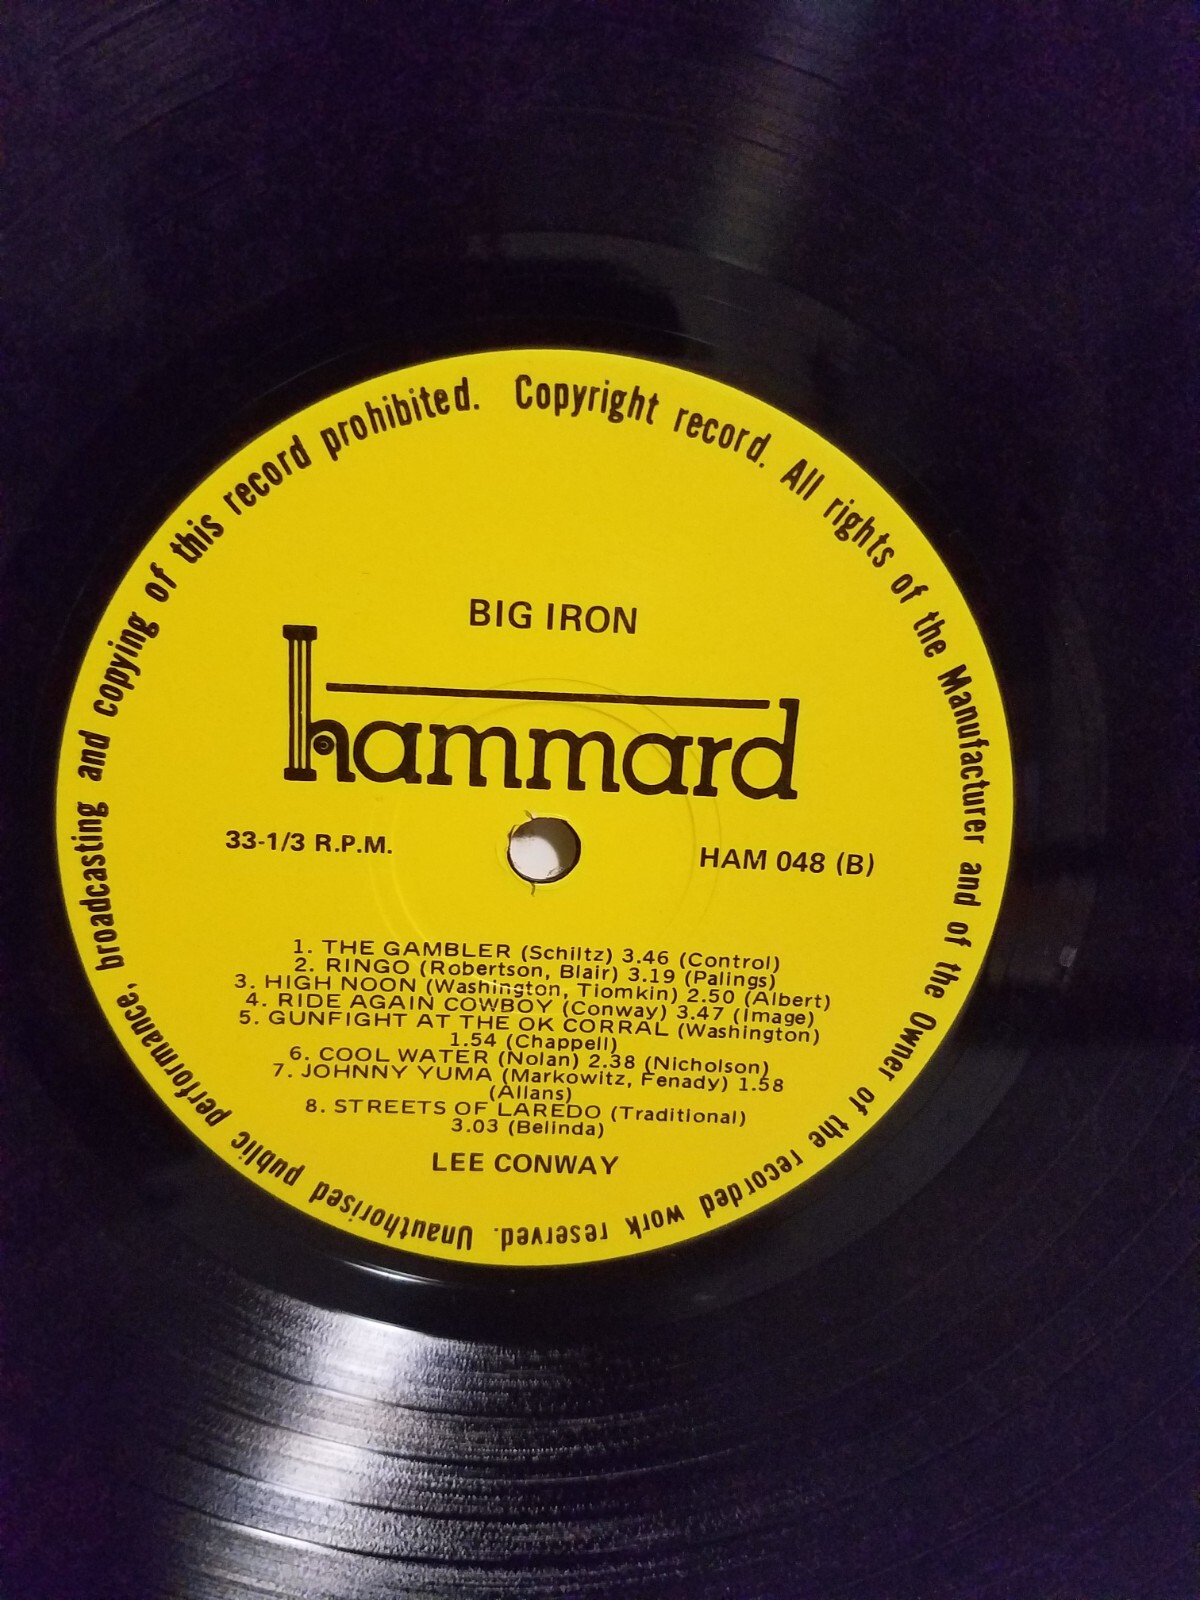 Copyright record. All rights of the Manufacturer and of the Owner of the recorded work reserved. Unauthorised public performance, broadcasting and copying of this record prohibited.
BIG IRON
hammard
33-1/3 R.P.M.
HAM 048 (B)
1. THE GAMBLER (Schiltz) 3.46 (Control)
2. RINGO (Robertson, Blair) 3.19 (Palings)
3. HIGH NOON (Washington, Tiomkin) 2.50 (Albert)
4. RIDE AGAIN COWBOY (Conway) 3.47 (Image)
5. GUNFIGHT AT THE OK CORRAL (Washington)
1.54 (Chappell)
6. COOL WATER (Nolan) 2.38 (Nicholson)
7. JOHNNY YUMA (Markowitz, Fenady) 1.58
(Allans)
8. STREETS OF LAREDO (Traditional)
3.03 (Belinda)
LEE CONWAY